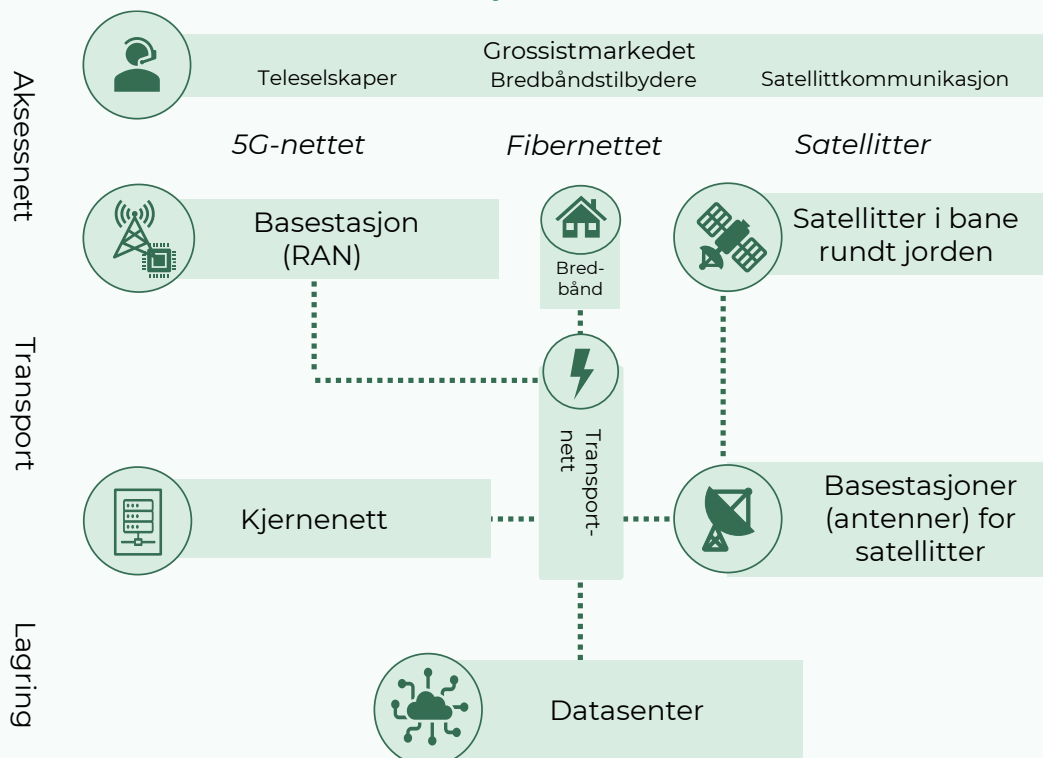 Grossistmarkedet
Teleselskaper
Bredbåndstilbydere
Satellittkommunikasjon
Aksessnett
5G-nettet
Fibernettet
Satellitter
Basestasjon
(RAN)
Bred-
bånd
Satellitter i bane
rundt jorden
Transport
Transport-
nett
Kjernenett
Basestasjoner
(antenner) for
satellitter
Lagring
Datasenter